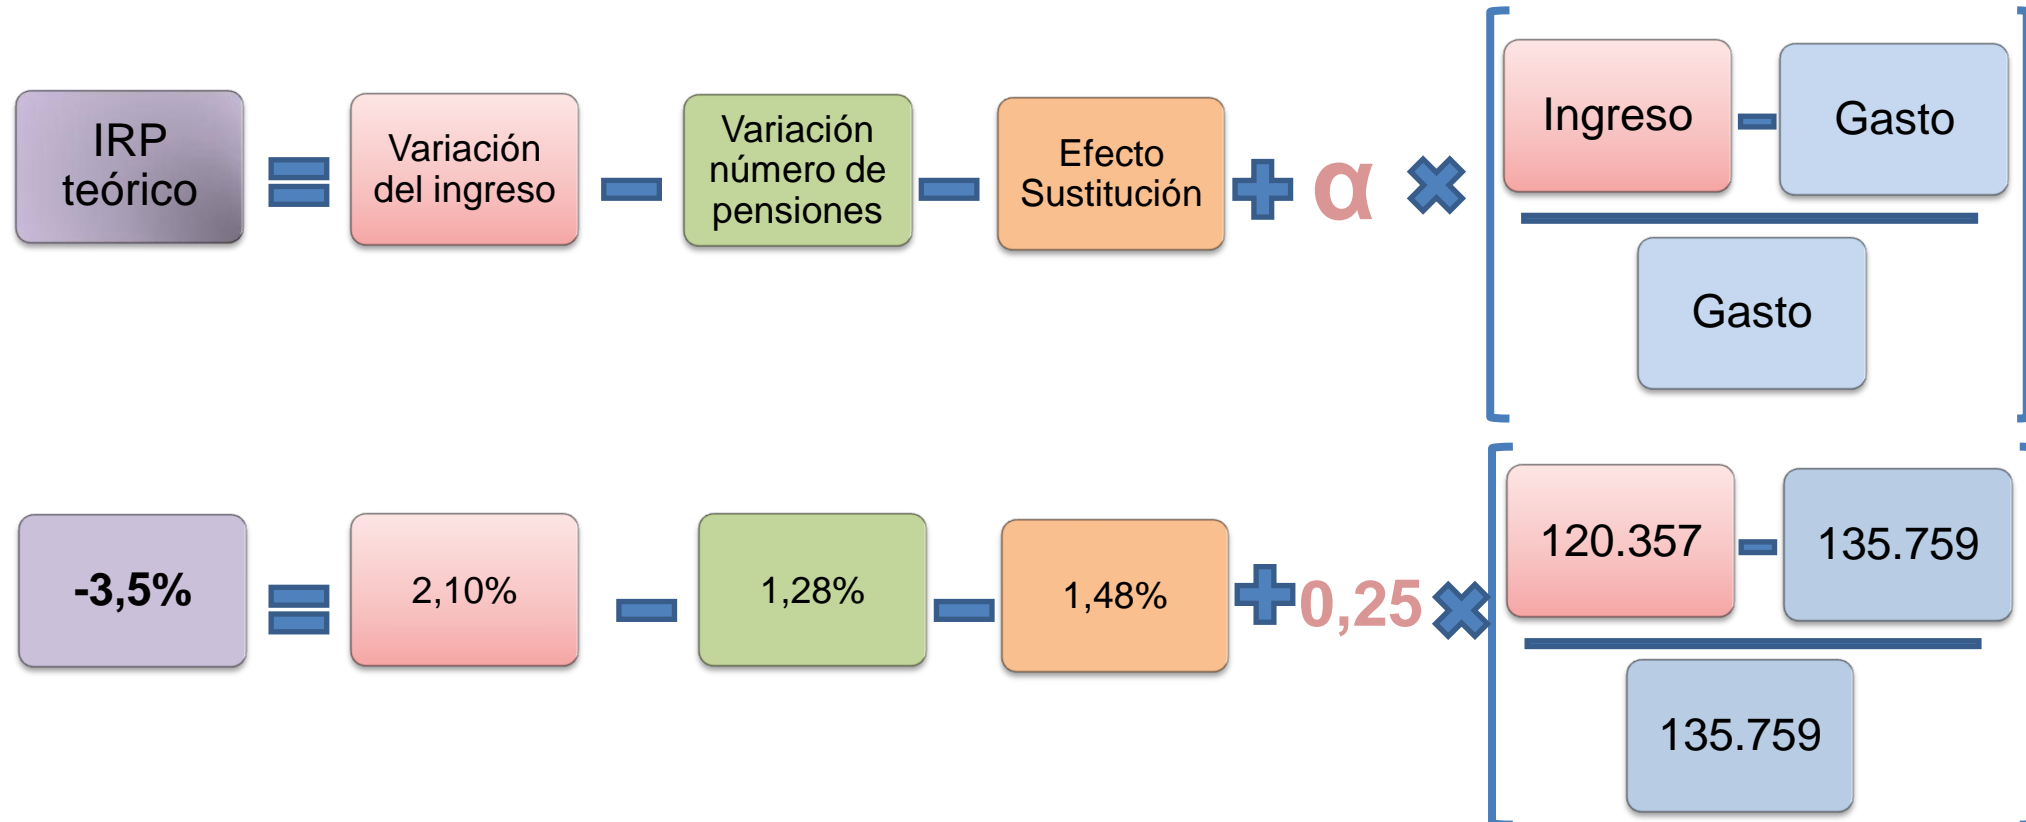 IRP
teórico
Variación
del ingreso
Variación
número de
pensiones
Efecto
Sustitución
α
Ingreso
Gasto
Gasto
-3,5%
2,10%
1,28%
1,48%
0,25
120.357
135.759
135.759